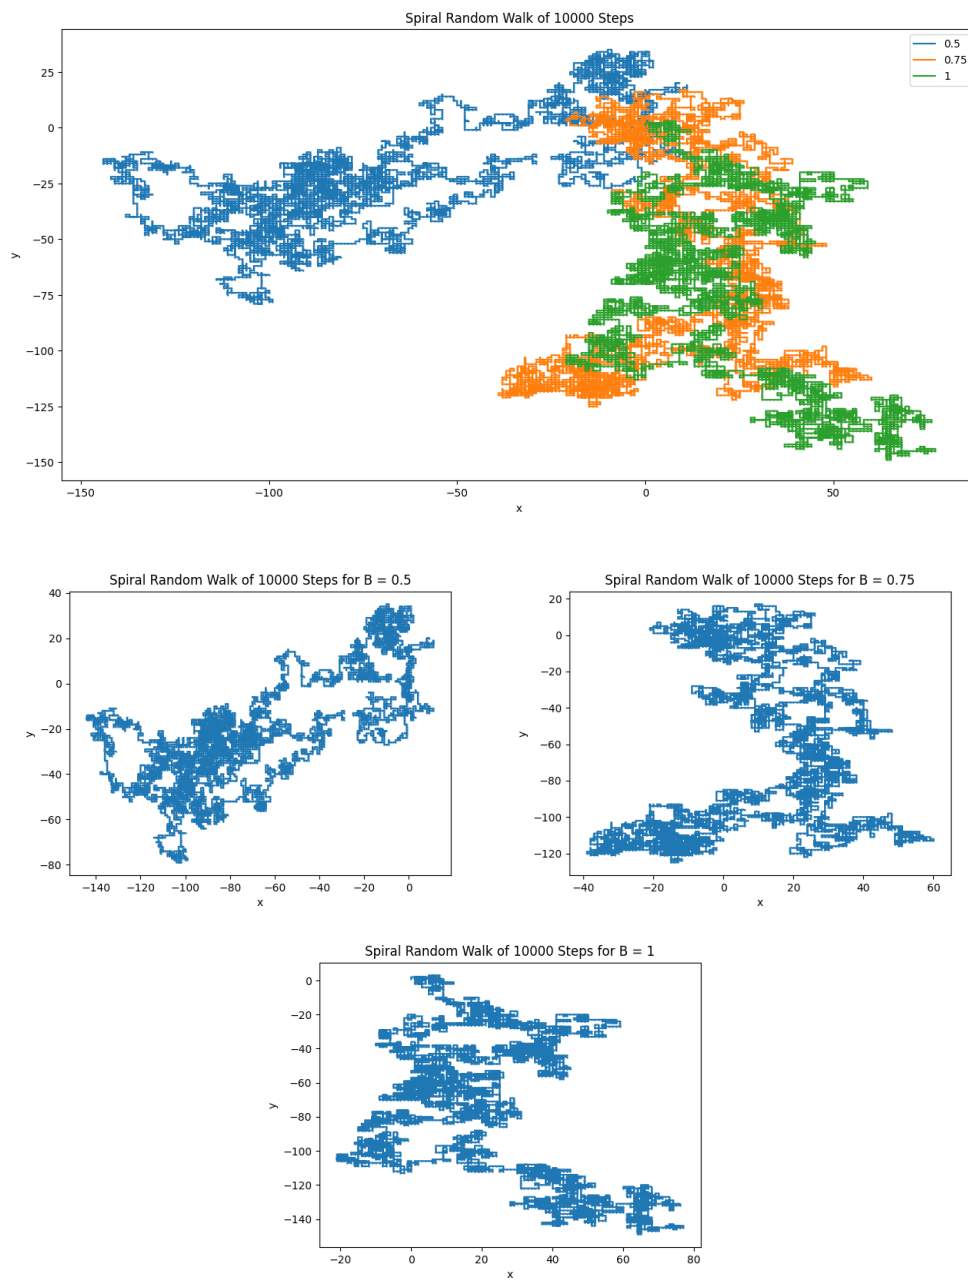 Spiral Random Walk of 10000 Steps
0.5
0.75
1
25
0
−25
−50
−75
−100
−125
−150
y
−150 −100 −50 0 50
x
Spiral Random Walk of 10000 Steps for B = 0.5
40
20
0
−20
−40
−60
−80
y
−140 −120 −100 −80 −60 −40 −20 0
x
Spiral Random Walk of 10000 Steps for B = 0.75
20
0
−20
−40
−60
−80
−100
−120
y
−40 −20 0 20 40 60
x
Spiral Random Walk of 10000 Steps for B = 1
0
−20
−40
−60
−80
−100
−120
−140
y
−20 0 20 40 60 80
x